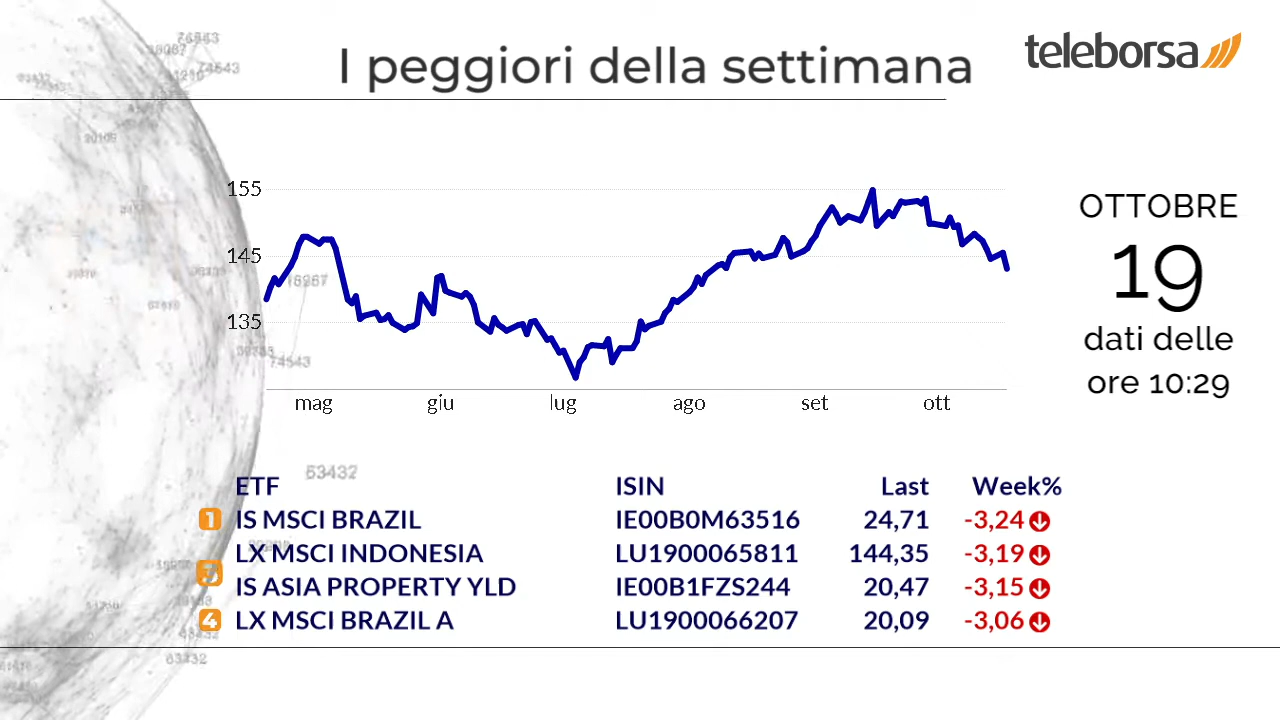 I peggiori della settimana
teleborsa
155
145
135
mag giu lug ago set ott
OTTOBRE
19
dati delle
ore 10:29
ETF ISIN Last Week%
1 IS MSCI BRAZIL IE00B0M63516 24,71 -3,24
LX MSCI INDONESIA LU1900065811 144,35 -3,19
IS ASIA PROPERTY YLD IE00B1FZS244 20,47 -3,15
4 LX MSCI BRAZIL A LU1900066207 20,09 -3,06
63432
74543